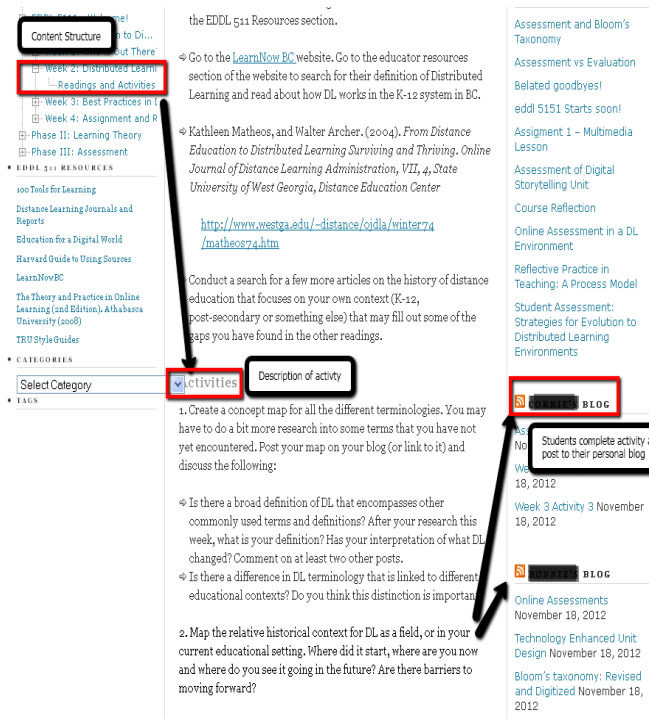 Content Structure
Week 2: Distributed Learni
Readings and Activities
Week 3: Best Practices in
Week 4: Assignment and R
Phase II: Learning Theory
Phase III: Assessment
EDDL 511 RESOURCES
100 Tools for Learning
Distance Learning Journals and
Reports
Education for a Digital World
Harvard Guide to Using Sources
LearnNowBC
The Theory and Practice in Online
Learning (2nd Edition). Athabasca
University (2008)
TRU Style Guides
CATEGORIES
Select Category
TAGS
the EDDL 511 Resources section.
⇨ Go to the LearnNow BC website. Go to the educator resources
section of the website to search for their definition of Distributed
Learning and read about how DL works in the K-12 system in BC.
⇨ Kathleen Matheos, and Walter Archer. (2004). From Distance
Education to Distributed Learning Surviving and Thriving. Online
Journal of Distance Learning Administration, VII, 4, State
University of West Georgia, Distance Education Center
http://www.westga.edu/~distance/ojdla/winter74
/matheos74.htm
Conduct a search for a few more articles on the history of distance
education that focuses on your own context (K-12,
post-secondary or something else) that may fill out some of the
gaps you have found in the other readings.
Activities
Description of activty
1. Create a concept map for all the different terminologies. You may
have to do a bit more research into some terms that you have not
yet encountered. Post your map on your blog (or link to it) and
discuss the following:
⇨ Is there a broad definition of DL that encompasses other
commonly used terms and definitions? After your research this
week, what is your definition? Has your interpretation of what DL
changed? Comment on at least two other posts.
⇨ Is there a difference in DL terminology that is linked to different
educational contexts? Do you think this distinction is importan
2. Map the relative historical context for DL as a field, or in your
current educational setting. Where did it start, where are you now
and where do you see it going in the future? Are there barriers to
moving forward?
Assessment and Bloom's
Taxonomy
Assessment vs Evaluation
Belated goodbyes!
eddl 5151 Starts soon!
Assigment 1 – Multimedia
Lesson
Assessment of Digital
Storytelling Unit
Course Reflection
Online Assessment in a DL
Environment
Reflective Practice in
Teaching: A Process Model
Student Assessment:
Strategies for Evolution to
Distributed Learning
Environments
BLOG
Students complete activity a
post to their personal blog
18, 2012
Week 3 Activity 3 November
18, 2012
BLOG
Online Assessments
November 18, 2012
Technology Enhanced Unit
Design November 18, 2012
Bloom's taxonomy: Revised
and Digitized November 18,
2012